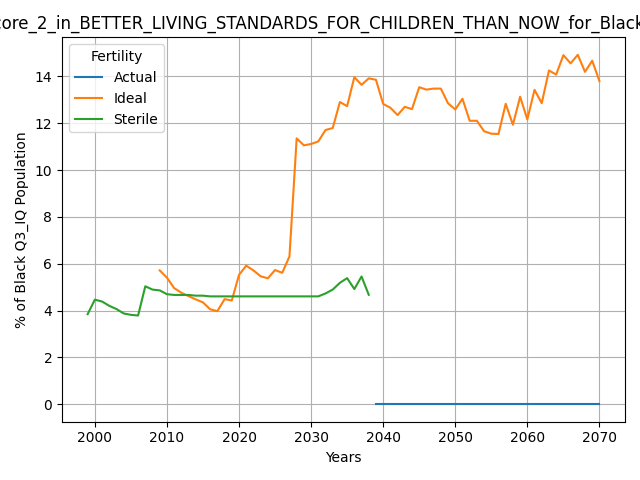 core_2_in_BETTER_LIVING_STANDARDS_FOR_CHILDREN_THAN_NOW_for_Black
Fertility
Actual
Ideal
Sterile
% of Black Q3_IQ Population
14
12
10
8
6
4
2
0
2000 2010 2020 2030 2040 2050 2060 2070
Years